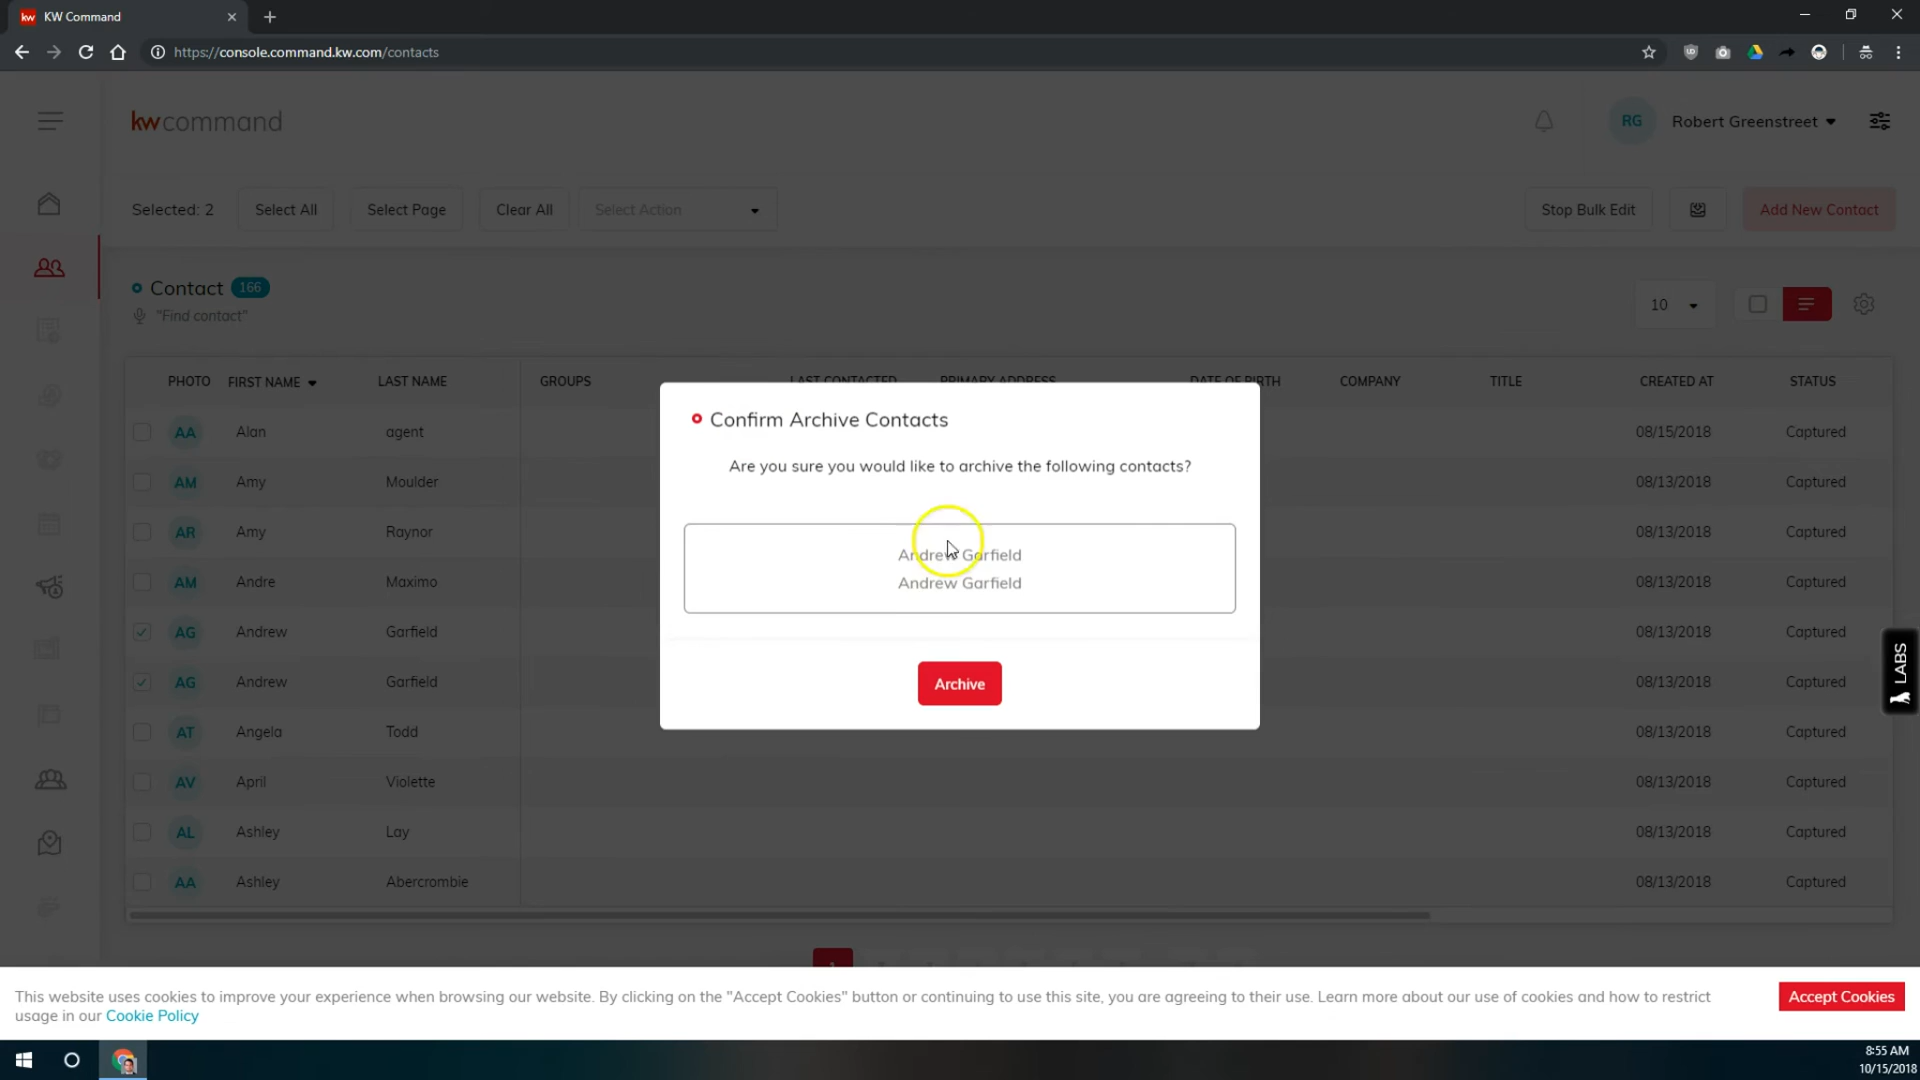 kw KW Command
https://console.command.kw.com/contacts
kwcommand
RG Robert Greenstreet
Selected: 2 Select All Select Page Clear All Select Action Stop Bulk Edit Add New Contact
Contact 166
"Find contact"
10
PHOTO FIRST NAME LAST NAME GROUPS LAST CONTACTED PRIMARY ADDRESS DATE OF BIRTH COMPANY TITLE CREATED AT STATUS
AA Alan agent 08/15/2018 Captured
AM Amy Moulder 08/13/2018 Captured
AR Amy Raynor 08/13/2018 Captured
AM Andre Maximo 08/13/2018 Captured
AG Andrew Garfield 08/13/2018 Captured
AG Andrew Garfield 08/13/2018 Captured
AT Angela Todd 08/13/2018 Captured
AV April Violette 08/13/2018 Captured
AL Ashley Lay 08/13/2018 Captured
AA Ashley Abercrombie 08/13/2018 Captured
Confirm Archive Contacts
Are you sure you would like to archive the following contacts?
Andrew Garfield
Andrew Garfield
Archive
LABS
This website uses cookies to improve your experience when browsing our website. By clicking on the "Accept Cookies" button or continuing to use this site, you are agreeing to their use. Learn more about our use of cookies and how to restrict
usage in our Cookie Policy
Accept Cookies
8:55 AM
10/15/2018